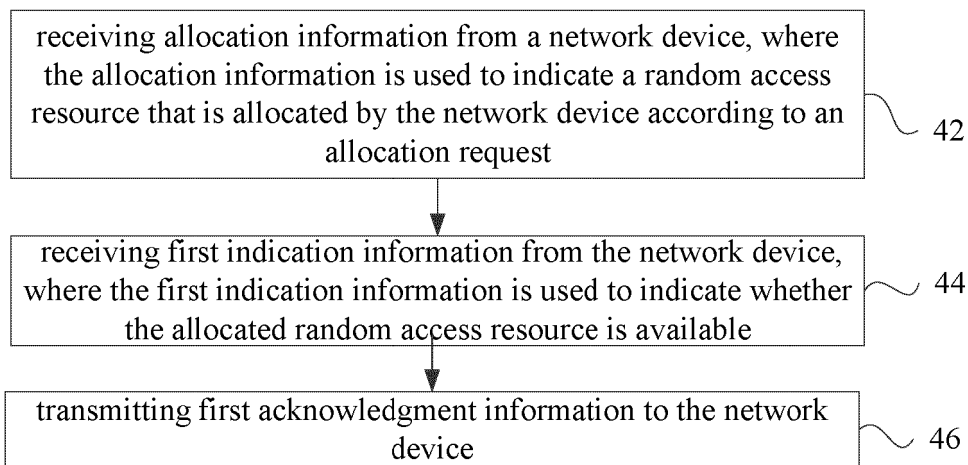 receiving allocation information from a network device, where
the allocation information is used to indicate a random access
resource that is allocated by the network device according to an
allocation request
42
receiving first indication information from the network device,
where the first indication information is used to indicate whether
the allocated random access resource is available
44
transmitting first acknowledgment information to the network
device
46